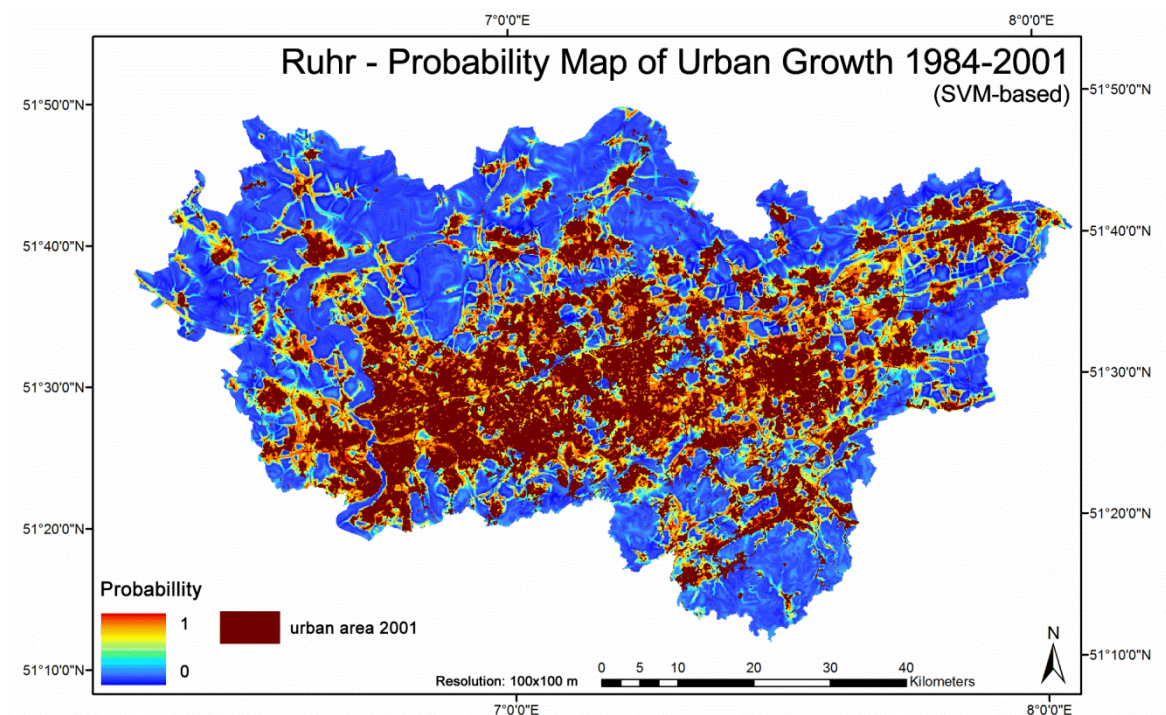 7°0'0"E 8°0'0"E
Ruhr - Probability Map of Urban Growth 1984-2001
(SVM-based)
51°50'0"N 51°50'0"N
51°40'0"N 51°40'0"N
51°30'0"N 51°30'0"N
51°20'0"N 51°20'0"N
Probabillity
1 urban area 2001
0
N
51°10'0"N 51°10'0"N
Resolution: 100x100 m 0 5 10 20 30 40 Kilometers
7°0'0"E 8°0'0"E